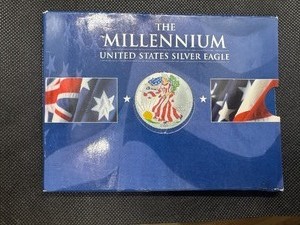 THE
MILLENNIUM
UNITED STATES SILVER EAGLE